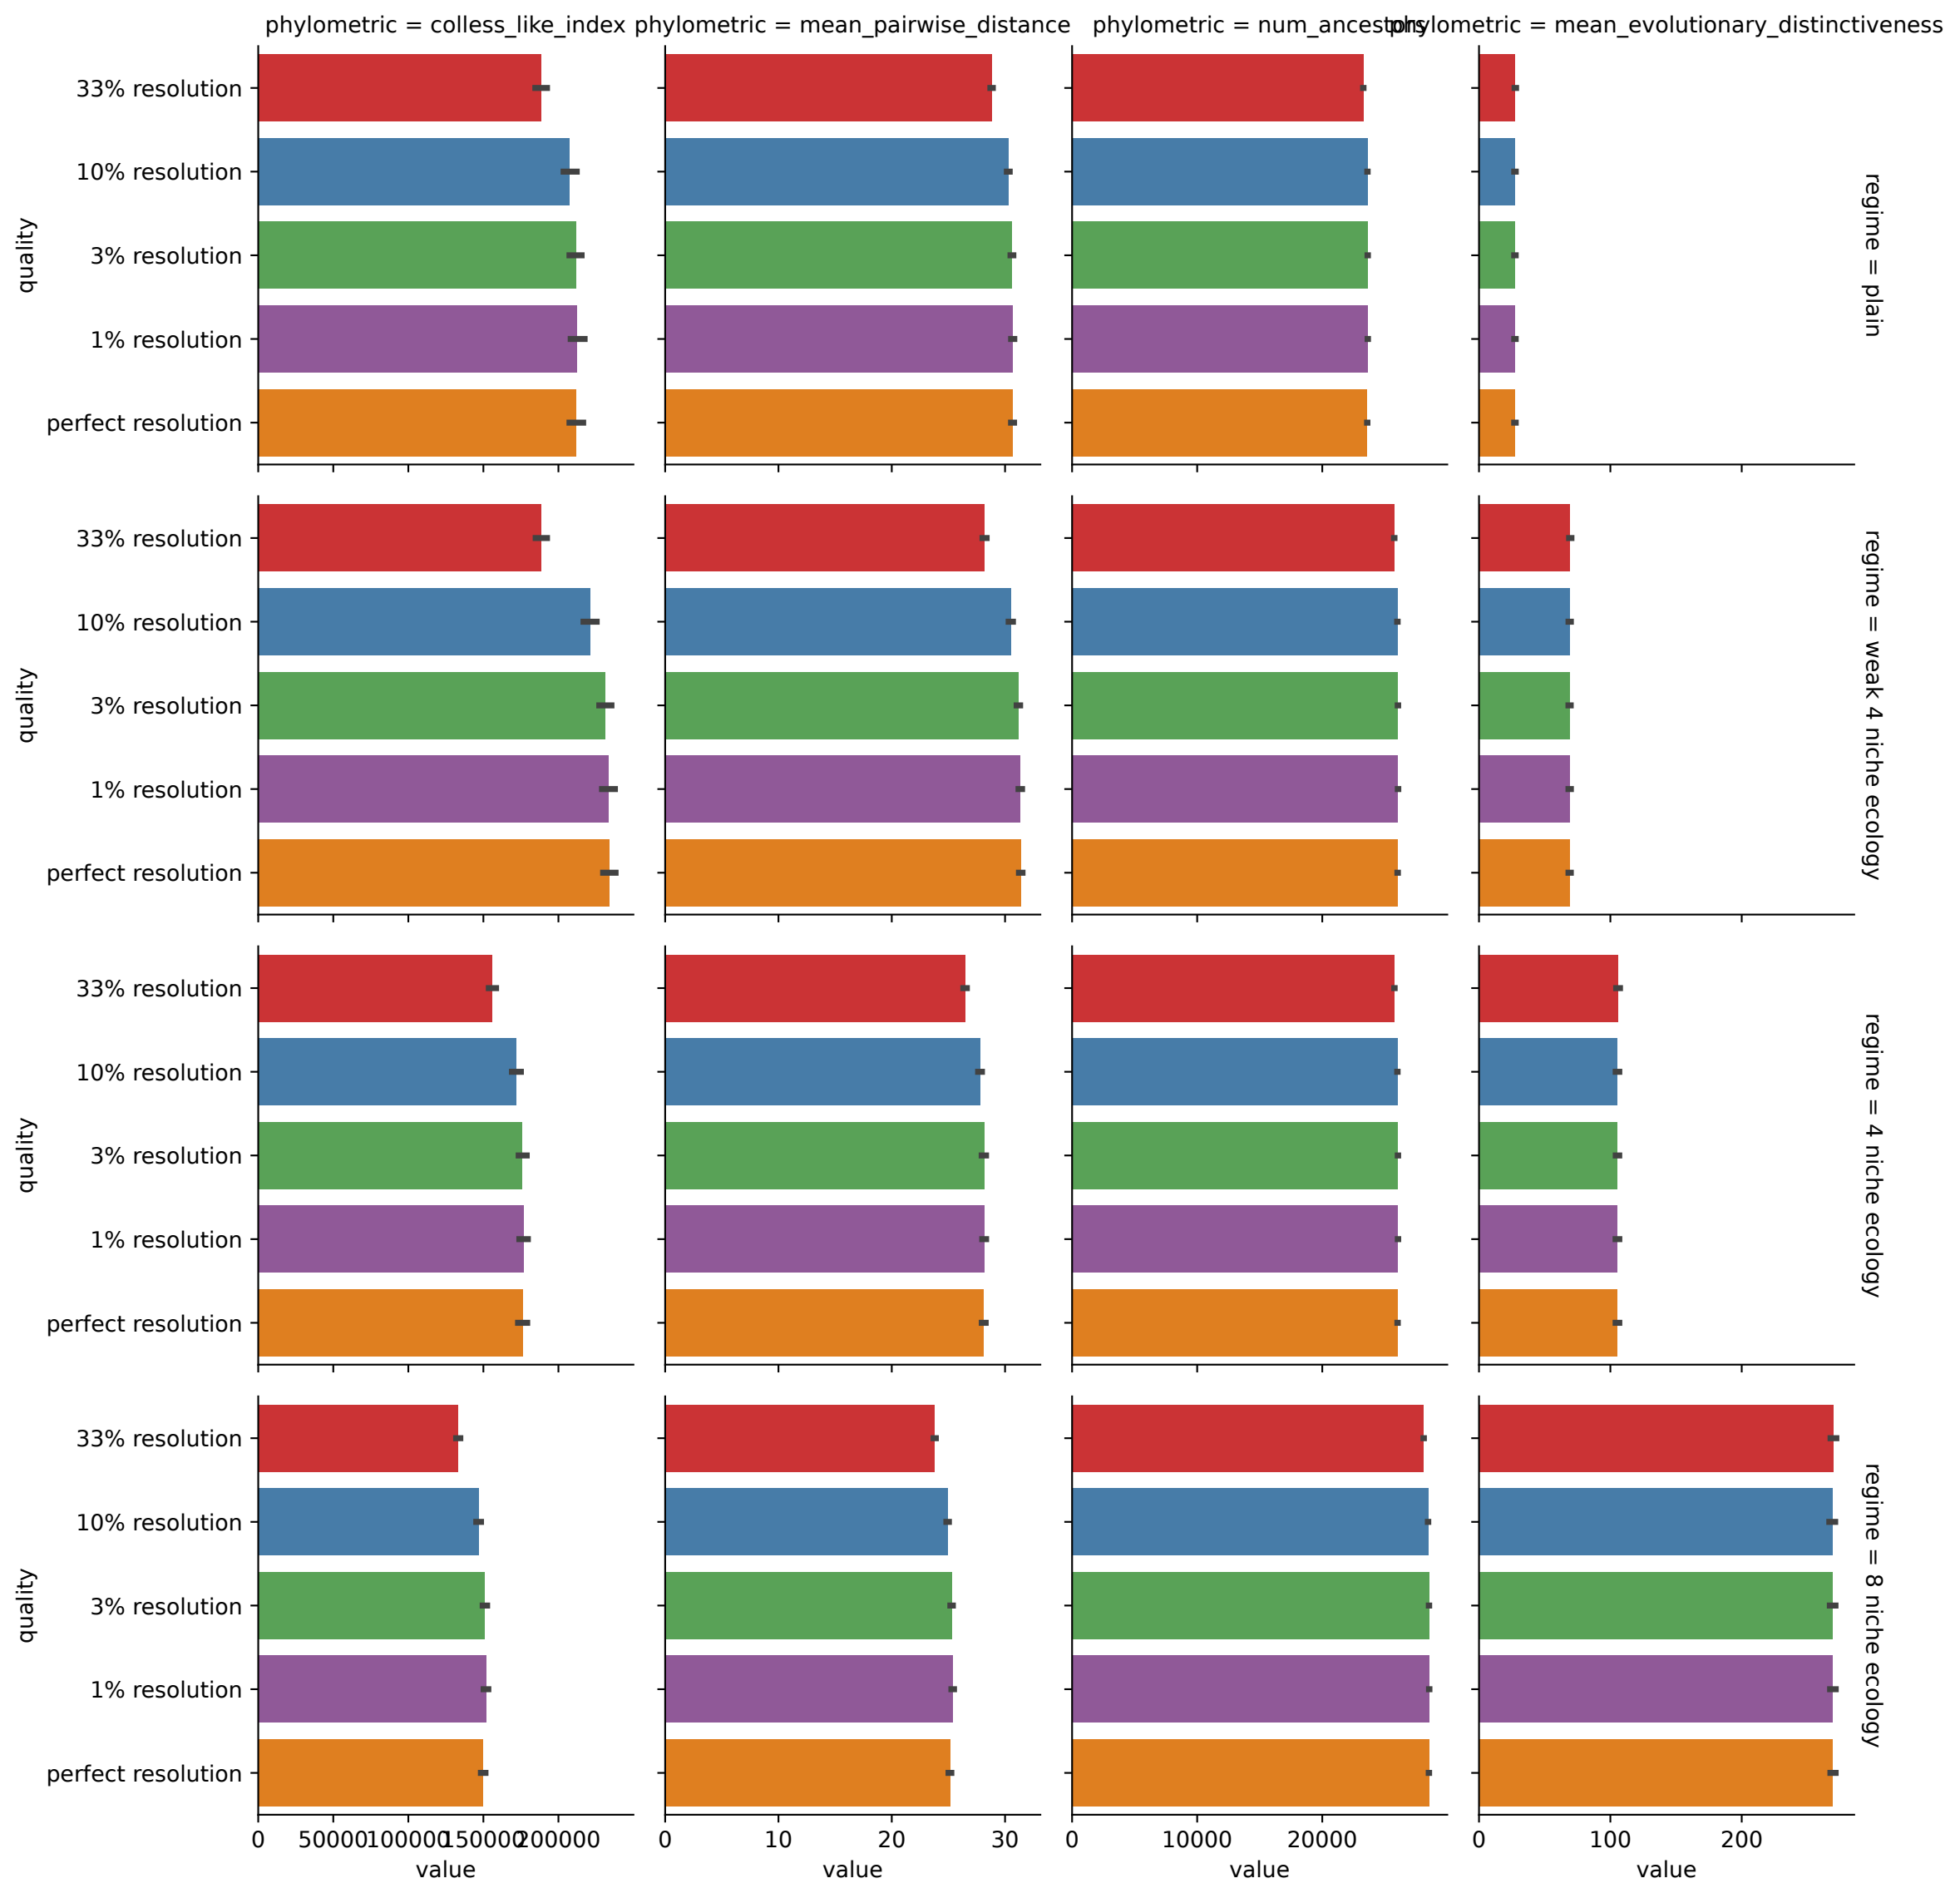 phylometric = colless_like_index
phylometric = mean_pairwise_distance
phylometric = num_ancestors
phylometric = mean_evolutionary_distinctiveness
quality
33% resolution
10% resolution
3% resolution
1% resolution
perfect resolution
regime = plain
quality
33% resolution
10% resolution
3% resolution
1% resolution
perfect resolution
regime = weak 4 niche ecology
quality
33% resolution
10% resolution
3% resolution
1% resolution
perfect resolution
regime = 4 niche ecology
quality
33% resolution
10% resolution
3% resolution
1% resolution
perfect resolution
regime = 8 niche ecology
0 50000 100000 150000 200000
value
0 10 20 30
value
0 10000 20000
value
0 100 200
value